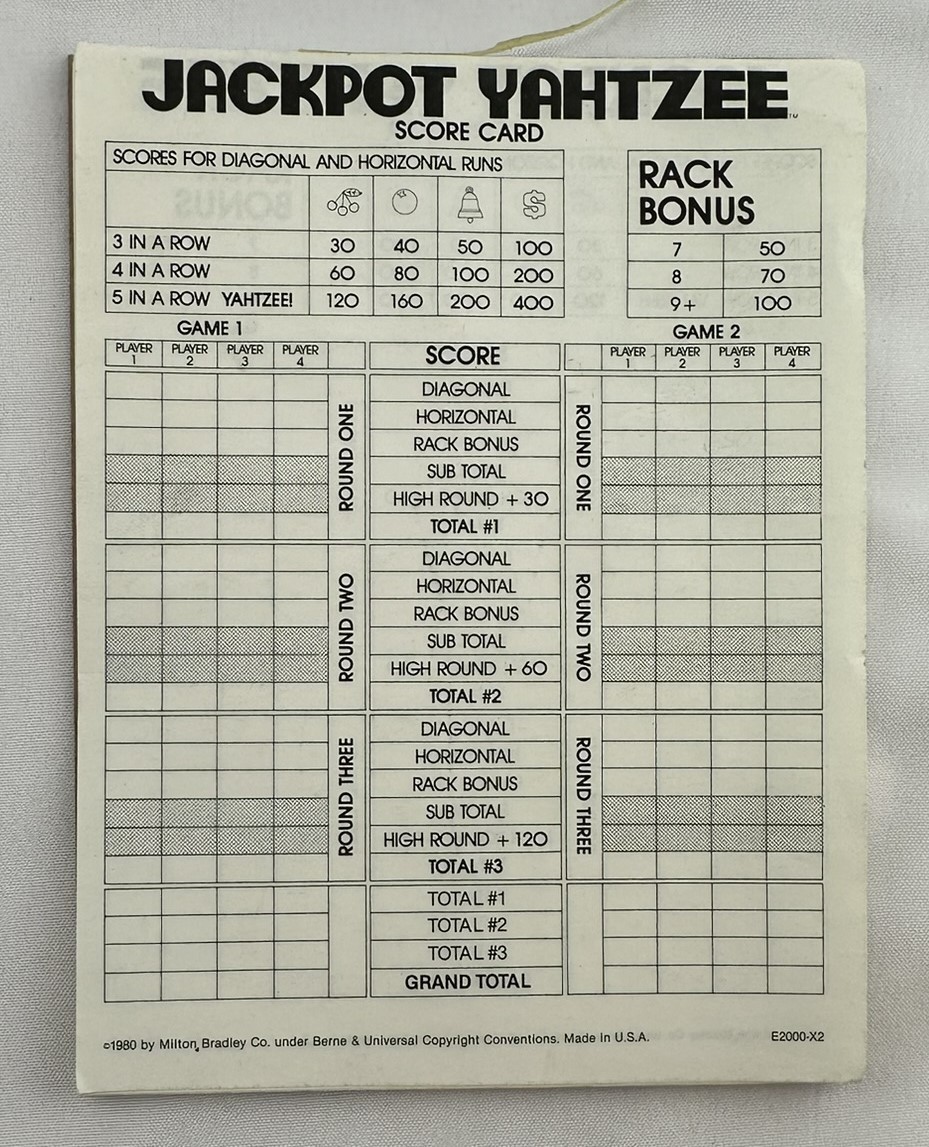 JACKPOT YAHTZEE™
SCORE CARD
SCORES FOR DIAGONAL AND HORIZONTAL RUNS
3 IN A ROW 30 40 50 100
4 IN A ROW 60 80 100 200
5 IN A ROW YAHTZEE! 120 160 200 400
RACK
BONUS
7 50
8 70
9+ 100
GAME 1
GAME 2
PLAYER 1 PLAYER 2 PLAYER 3 PLAYER 4 SCORE PLAYER 1 PLAYER 2 PLAYER 3 PLAYER 4
ROUND ONE
DIAGONAL
HORIZONTAL
RACK BONUS
SUB TOTAL
HIGH ROUND + 30
TOTAL #1
ROUND ONE
ROUND TWO
DIAGONAL
HORIZONTAL
RACK BONUS
SUB TOTAL
HIGH ROUND + 60
TOTAL #2
ROUND TWO
ROUND THREE
DIAGONAL
HORIZONTAL
RACK BONUS
SUB TOTAL
HIGH ROUND + 120
TOTAL #3
ROUND THREE
TOTAL #1
TOTAL #2
TOTAL #3
GRAND TOTAL
©1980 by Milton Bradley Co. under Berne & Universal Copyright Conventions. Made in U.S.A. E2000-X2